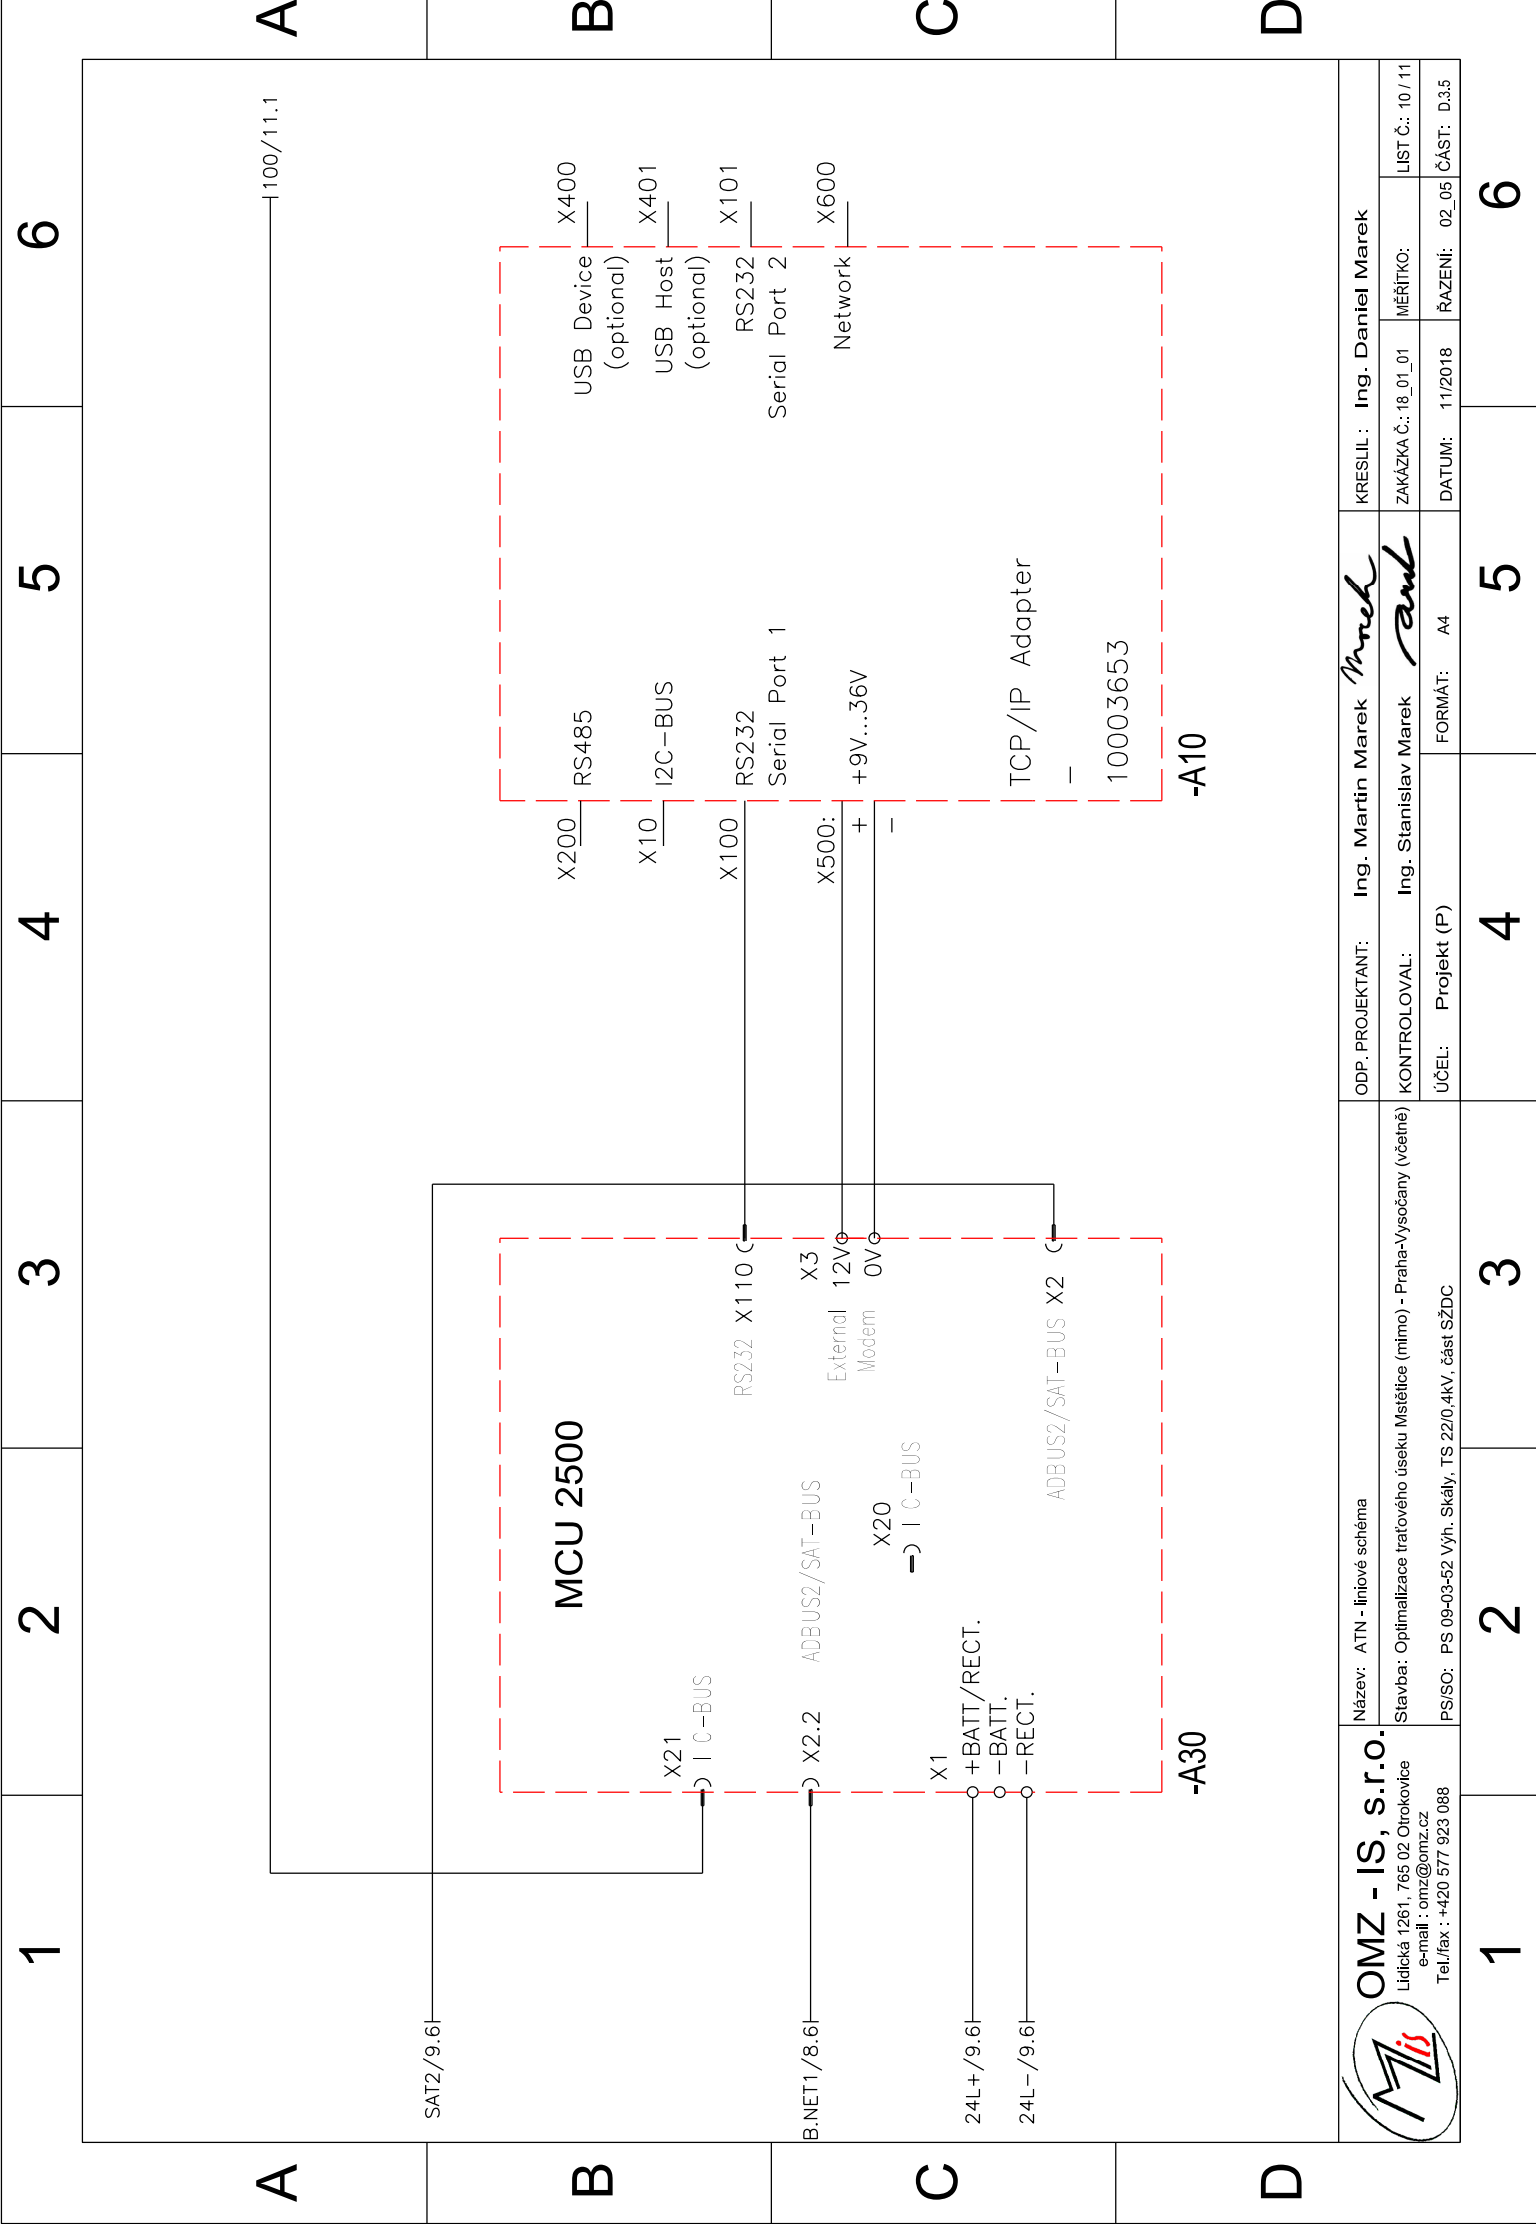 1 2 3 4 5 6
A A
100/11.1
SAT2/9.6
B B
MCU 2500
X21
I C-BUS
RS232 X110
X200
RS485
X10
I2C-BUS
X100
RS232
Serial Port 1
USB Device
(optional)
X400
USB Host
(optional)
X401
RS232
Serial Port 2
X101
B.NET1/8.6
X2.2 ADBUS2/SAT-BUS
X3
External 12V
Modem 0V
X500:
+
-
+9V...36V
Network
X600
C C
X20
I C-BUS
24L+/9.6
24L-/9.6
X1
+BATT/RECT.
-BATT.
-RECT.
ADBUS2/SAT-BUS X2
TCP/IP Adapter
-
10003653
-A30
-A10
D D
Mis
OMZ - IS, s.r.o.
Lidická 1261, 765 02 Otrokovice
e-mail : omz@omz.cz
Tel./fax : +420 577 923 088
Název: ATN - liniové schéma
Stavba: Optimalizace traťového úseku Mstětice (mimo) - Praha-Vysočany (včetně)
PS/SO: PS 09-03-52 Výh. Skály, TS 22/0,4kV, část SŽDC
ODP. PROJEKTANT: Ing. Martin Marek
KRESLIL : Ing. Daniel Marek
KONTROLOVAL: Ing. Stanislav Marek
ZAKÁZKA Č.: 18_01_01
MĚŘÍTKO:
LIST Č.: 10 / 11
ÚČEL: Projekt (P)
FORMÁT: A4
DATUM: 11/2018
ŘAZENÍ: 02_05
ČÁST: D.3.5
1 2 3 4 5 6